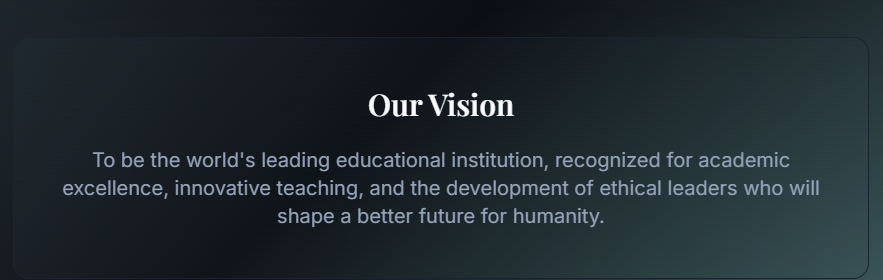 Our Vision
To be the world's leading educational institution, recognized for academic
excellence, innovative teaching, and the development of ethical leaders who will
shape a better future for humanity.